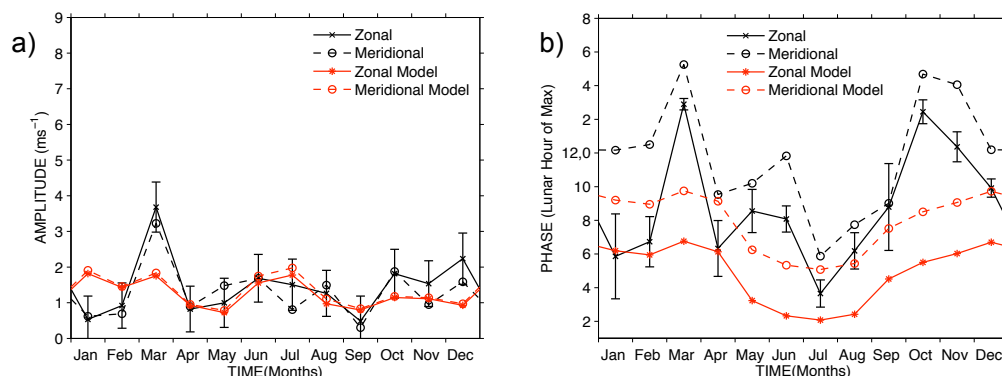 a)
AMPLITUDE (ms⁻¹)
9
8
7
6
5
4
3
2
1
0
Zonal
Meridional
Zonal Model
Meridional Model
Jan Feb Mar Apr May Jun Jul Aug Sep Oct Nov Dec
TIME(Months)
b)
PHASE (Lunar Hour of Max)
8
6
4
2
12,0
10
8
6
4
2
Zonal
Meridional
Zonal Model
Meridional Model
Jan Feb Mar Apr May Jun Jul Aug Sep Oct Nov Dec
TIME(Months)